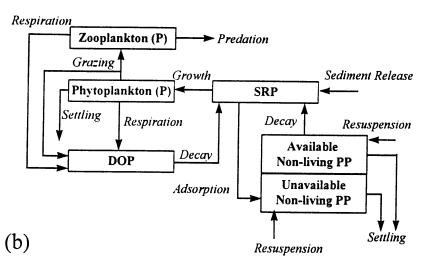 Respiration
Zooplankton (P)
Predation
Grazing
Growth
Sediment Release
Phytoplankton (P)
SRP
Settling
Respiration
Decay
Resuspension
DOP
Decay
Available
Non-living PP
Adsorption
Unavailable
Non-living PP
Settling
(b)
Resuspension